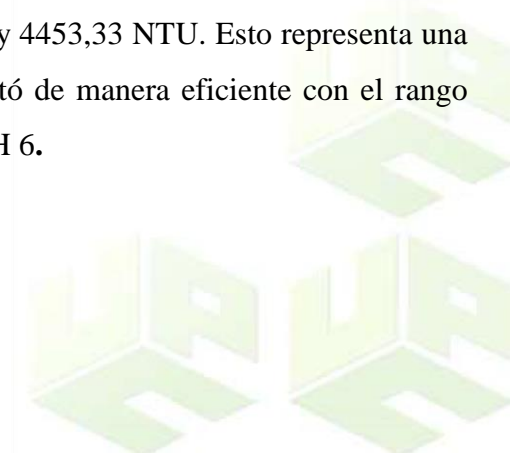 y 4453,33 NTU. Esto representa una
tó de manera eficiente con el rango
H 6.